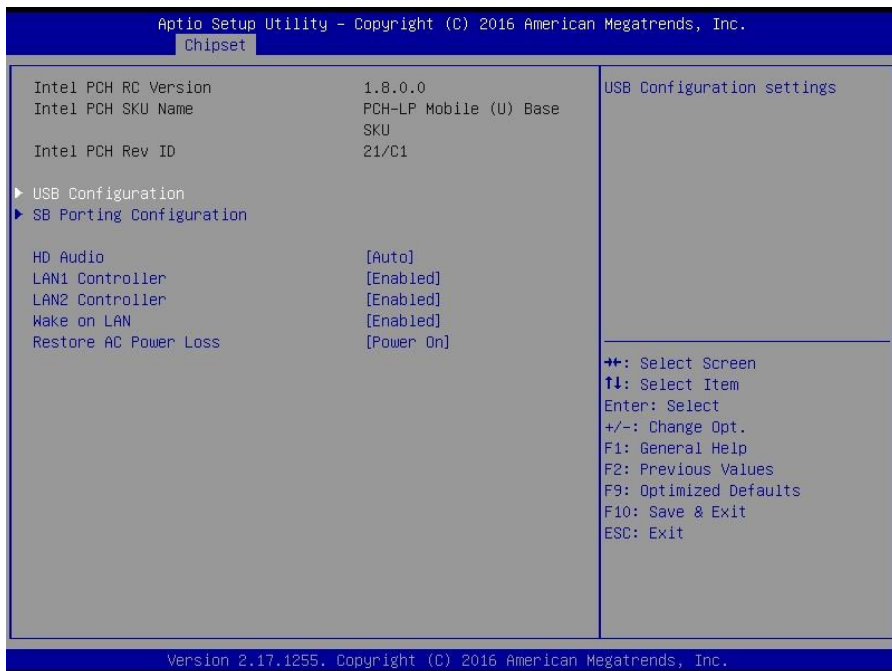 Aptio Setup Utility – Copyright (C) 2016 American Megatrends, Inc.
Chipset
Intel PCH RC Version 1.8.0.0
Intel PCH SKU Name PCH-LP Mobile (U) Base
SKU
Intel PCH Rev ID 21/C1
USB Configuration
SB Porting Configuration
HD Audio [Auto]
LAN1 Controller [Enabled]
LAN2 Controller [Enabled]
Wake on LAN [Enabled]
Restore AC Power Loss [Power On]
USB Configuration settings
→←: Select Screen
↑↓: Select Item
Enter: Select
+/-: Change Opt.
F1: General Help
F2: Previous Values
F9: Optimized Defaults
F10: Save & Exit
ESC: Exit
Version 2.17.1255. Copyright (C) 2016 American Megatrends, Inc.